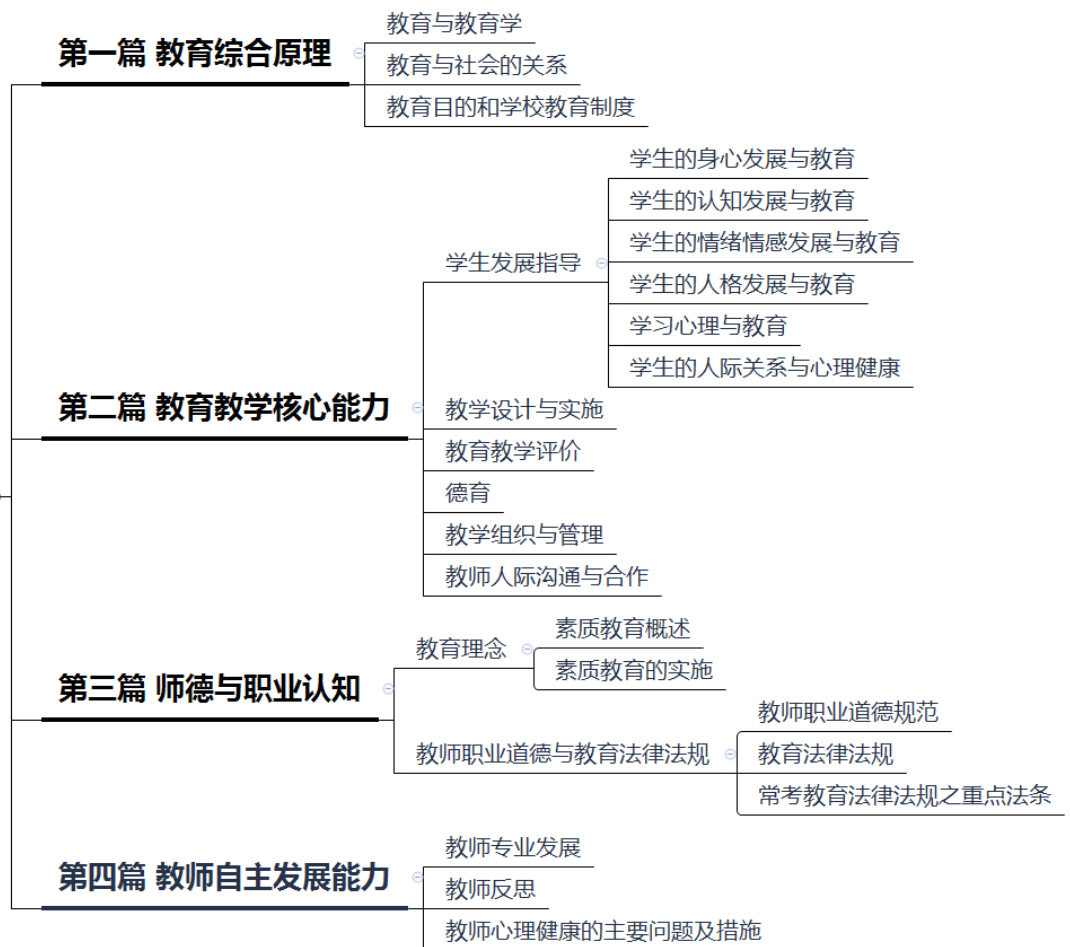 第一篇 教育综合原理
教育与教育学
教育与社会的关系
教育目的和学校教育制度
第二篇 教育教学核心能力
学生发展指导
学生的身心发展与教育
学生的认知发展与教育
学生的情绪情感发展与教育
学生的人格发展与教育
学习心理与教育
学生的人际关系与心理健康
教学设计与实施
教育教学评价
德育
教学组织与管理
教师人际沟通与合作
第三篇 师德与职业认知
教育理念
素质教育概述
素质教育的实施
教师职业道德与教育法律法规
教师职业道德规范
教育法律法规
常考教育法律法规之重点法条
第四篇 教师自主发展能力
教师专业发展
教师反思
教师心理健康的主要问题及措施